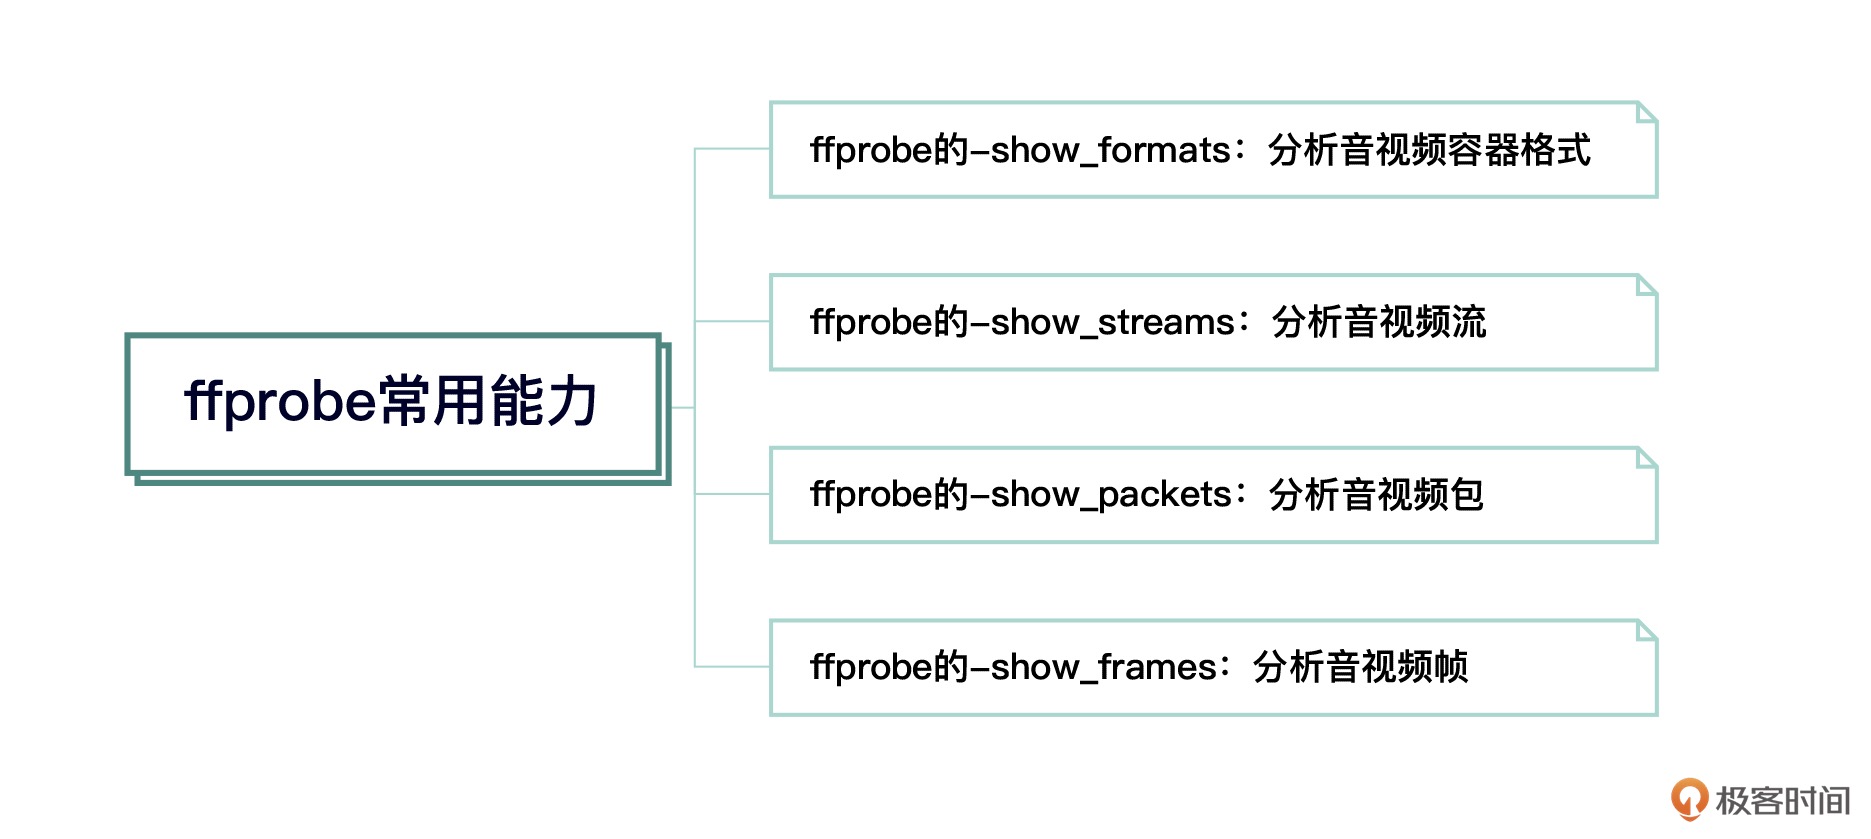 ffprobe常用能力
ffprobe的-show_formats：分析音视频容器格式
ffprobe的-show_streams：分析音视频流
ffprobe的-show_packets：分析音视频包
ffprobe的-show_frames：分析音视频帧
极客时间